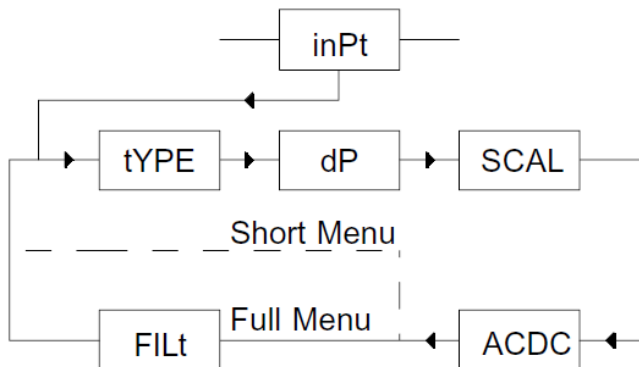 inPt
tYPE dP SCAL
Short Menu
Full Menu
FILt ACDC